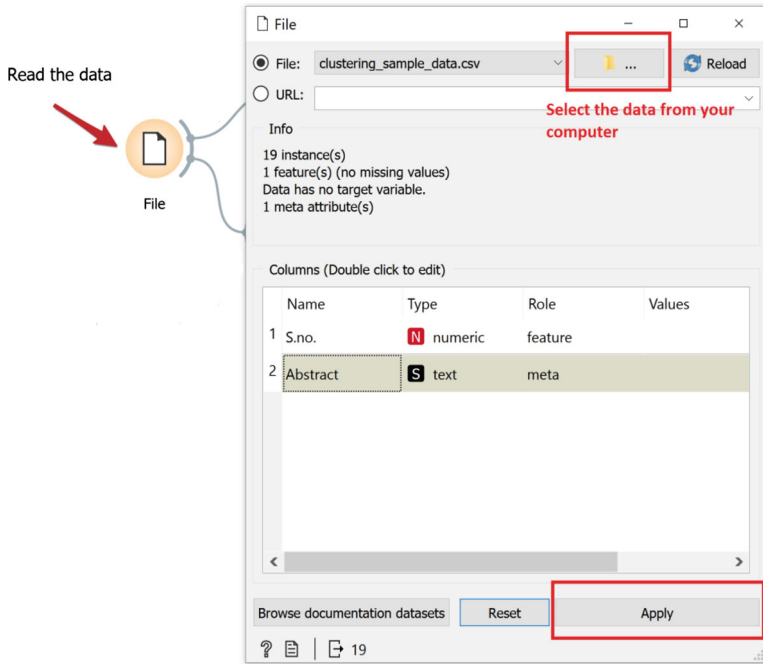 Read the data
File
File
File:
clustering_sample_data.csv
...
Reload
URL:
Select the data from your
computer
Info
19 instance(s)
1 feature(s) (no missing values)
Data has no target variable.
1 meta attribute(s)
Columns (Double click to edit)
Name Type Role Values
1 S.no. N numeric feature
2 Abstract S text meta
Browse documentation datasets Reset Apply
? 19